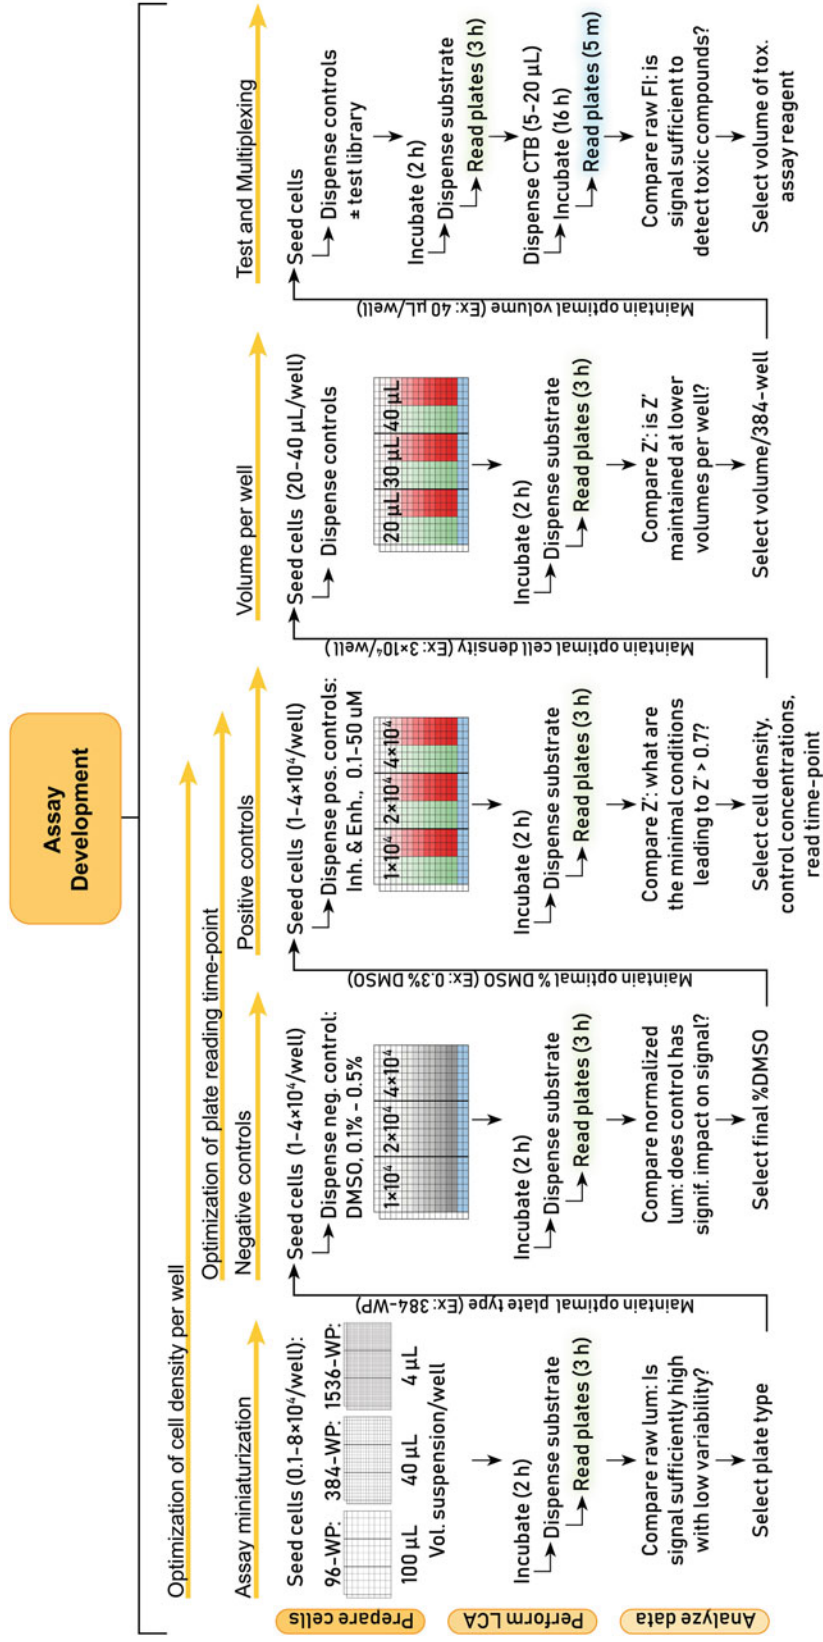 Assay
Development
Optimization of cell density per well
Optimization of plate reading time-point
Assay miniaturization
Negative controls
Positive controls
Volume per well
Test and Multiplexing
Prepare cells
Perform LCA
Analyze data
Seed cells (0.1–8×10⁴/well):
96–WP:
384–WP:
1536–WP:
100 µL
40 µL
4 µL
Vol. suspension/well
Incubate (2 h)
Dispense substrate
Read plates (3 h)
Compare raw lum: Is
signal sufficiently high
with low variability?
Select plate type
Maintain optimal plate type (Ex: 384–WP)
Seed cells (1–4×10⁴/well)
Dispense neg. control:
DMSO, 0.1% – 0.5%
1×10⁴
2×10⁴
4×10⁴
Incubate (2 h)
Dispense substrate
Read plates (3 h)
Compare normalized
lum: does control has
signif. impact on signal?
Select final %DMSO
Maintain optimal % DMSO (Ex: 0.3% DMSO)
Seed cells (1–4×10⁴/well)
Dispense pos. controls:
Inh. & Enh., 0.1–50 uM
1×10⁴
2×10⁴
4×10⁴
Incubate (2 h)
Dispense substrate
Read plates (3 h)
Compare Z': what are
the minimal conditions
leading to Z' > 0.7?
Select cell density,
control concentrations,
read time–point
Maintain optimal cell density (Ex: 3×10⁴/well)
Seed cells (20–40 µL/well)
Dispense controls
20 µL
30 µL
40 µL
Incubate (2 h)
Dispense substrate
Read plates (3 h)
Compare Z': is Z'
maintained at lower
volumes per well?
Select volume/384–well
Maintain optimal volume (Ex: 40 µL/well)
Seed cells
Dispense controls
± test library
Incubate (2 h)
Dispense substrate
Read plates (3 h)
Dispense CTB (5–20 µL)
Incubate (16 h)
Read plates (5 m)
Compare raw FI: is
signal sufficient to
detect toxic compounds?
Select volume of tox.
assay reagent